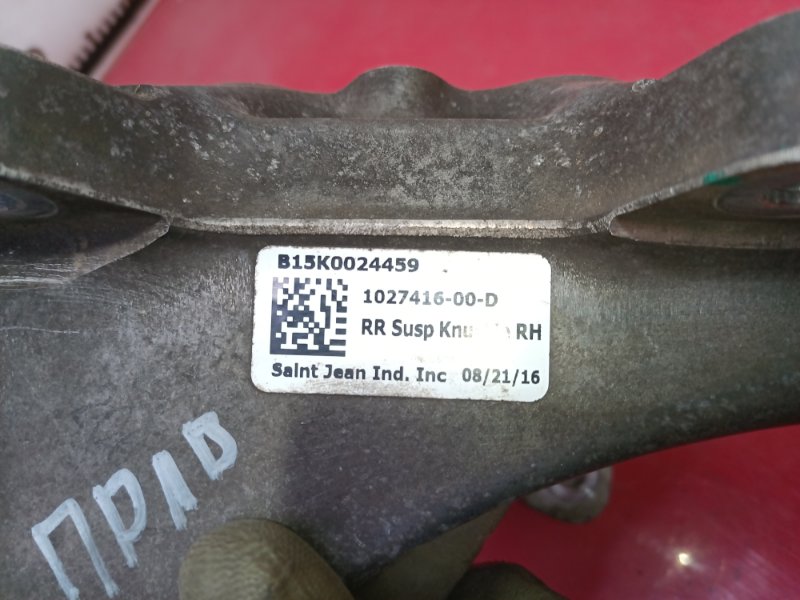 B15K0024459
1027416-00-D
RR Susp RH
Saint Jean Ind. Inc 08/21/16
ПРАВ